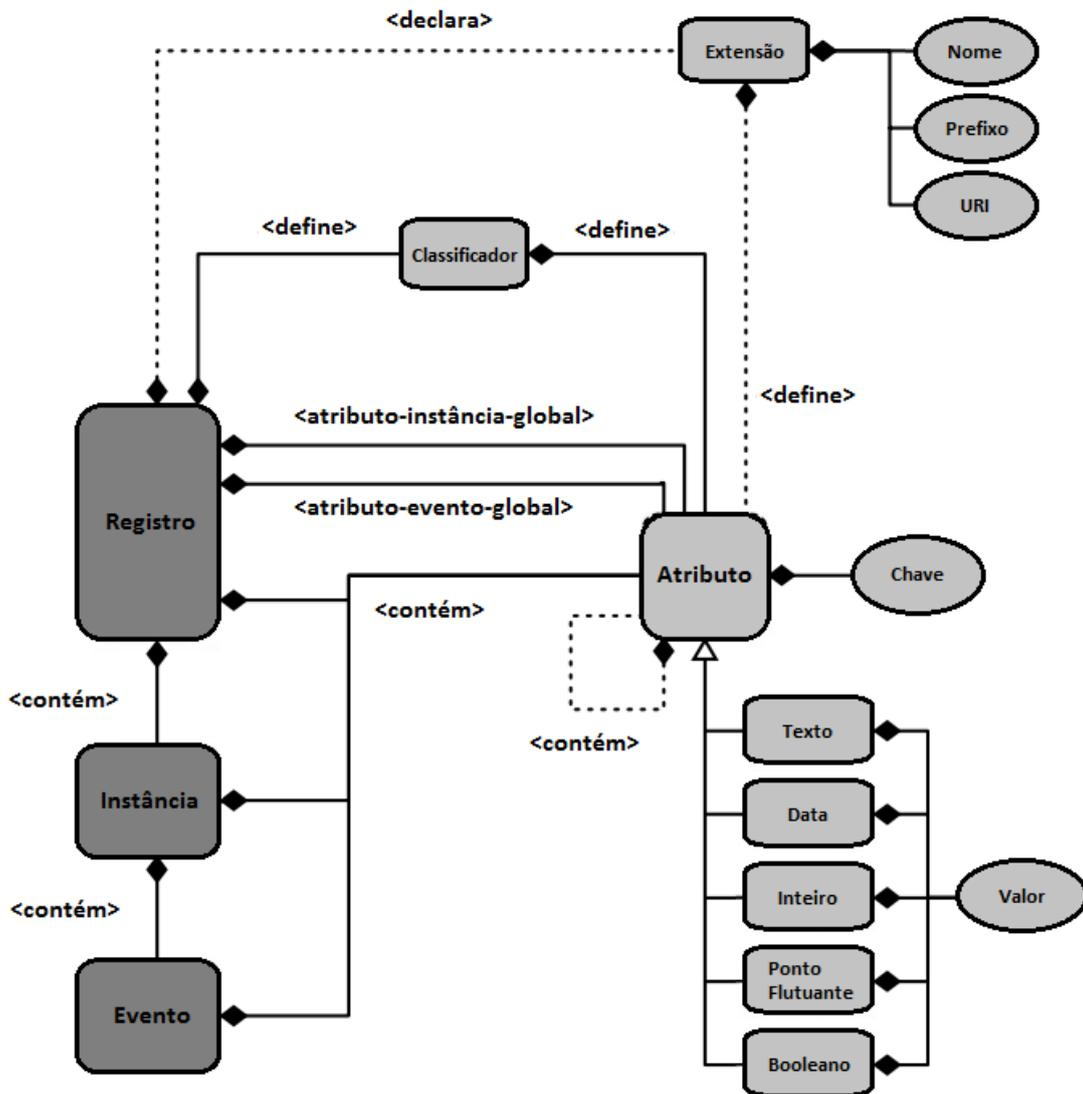 <declara>
Extensão
Nome
Prefixo
URI
<define>
Classificador
<define>
<define>
<atributo-instância-global>
<atributo-evento-global>
Registro
Atributo
Chave
<contém>
<contém>
<contém>
Texto
Instância
Data
<contém>
Inteiro
Valor
Ponto
Flutuante
Evento
Booleano